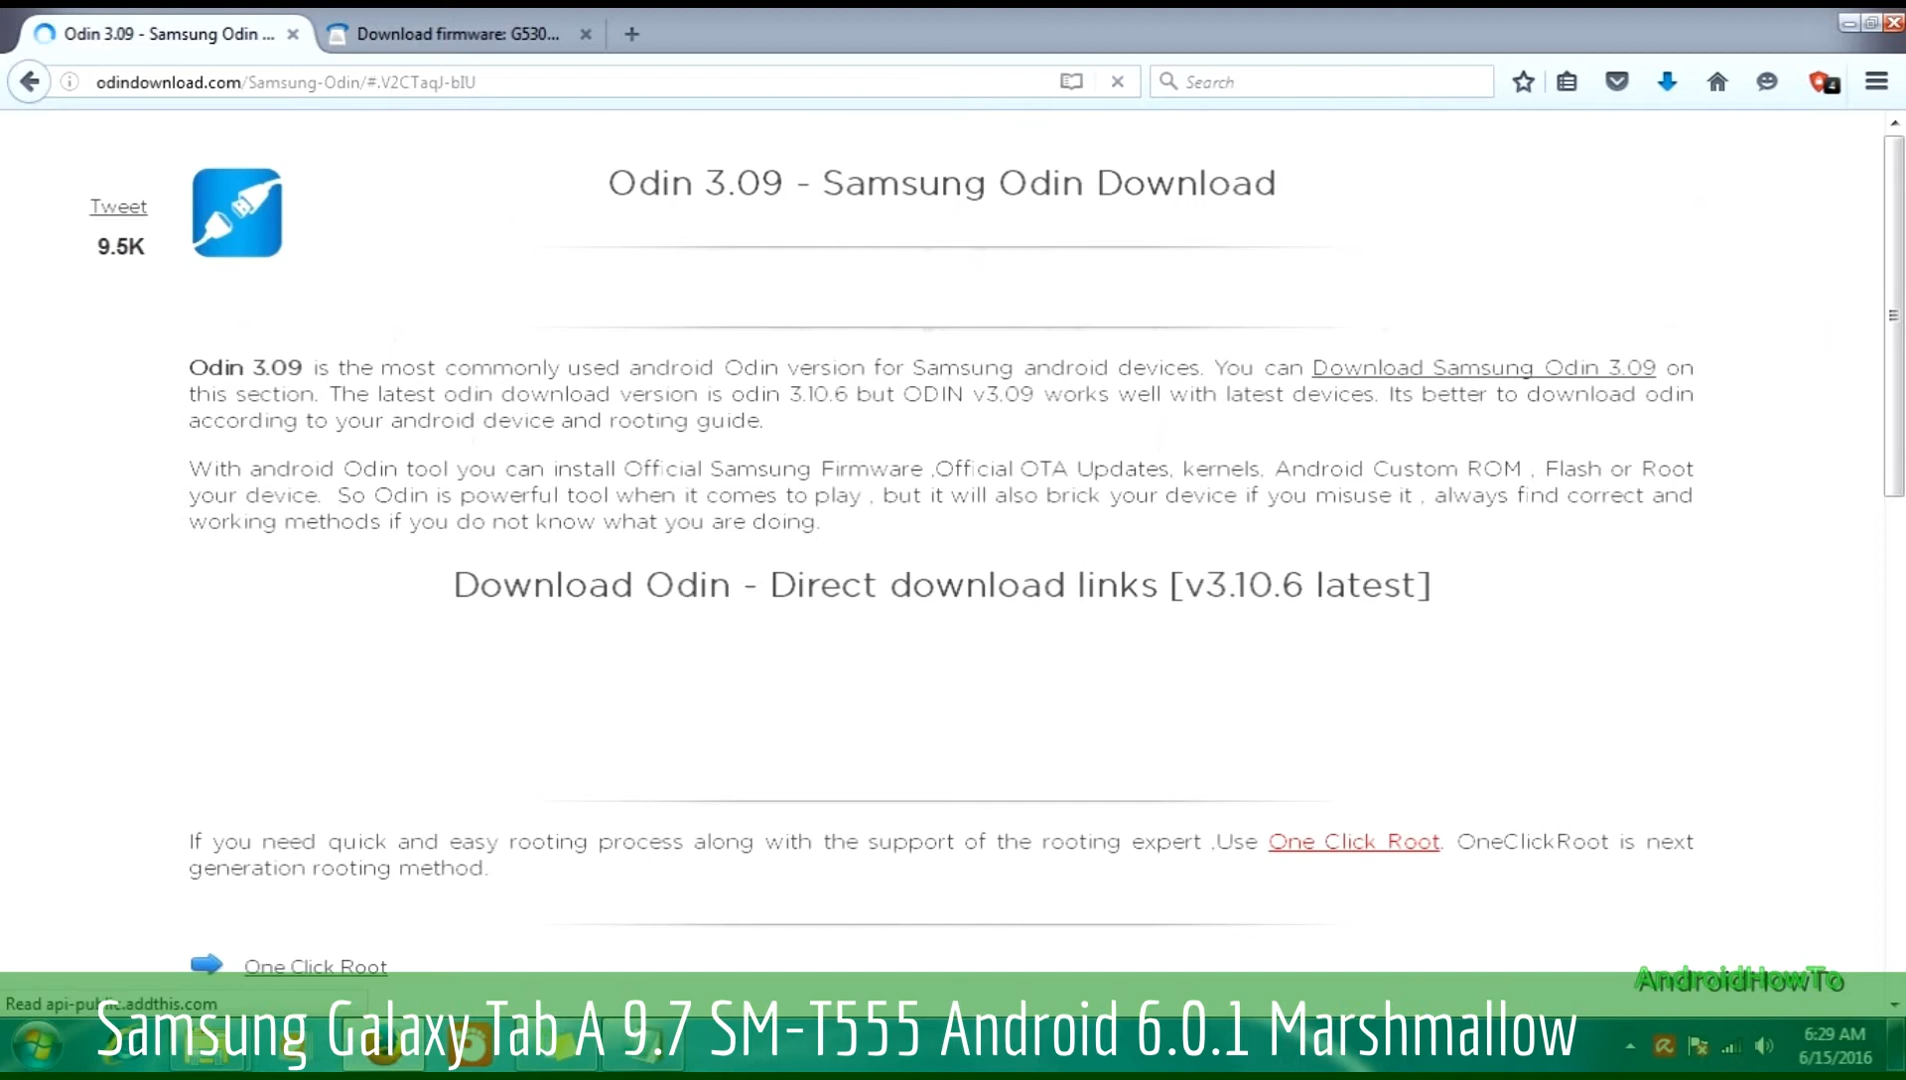 Odin 3.09 - Samsung Odin ...
Download firmware: G530...
odindownload.com/Samsung-Odin/#.V2CTaqJ-bIU
Search
4
Odin 3.09 - Samsung Odin Download
Tweet
9.5K
Odin 3.09 is the most commonly used android Odin version for Samsung android devices. You can Download Samsung Odin 3.09 on
this section. The latest odin download version is odin 3.10.6 but ODIN v3.09 works well with latest devices. Its better to download odin
according to your android device and rooting guide.
With android Odin tool you can install Official Samsung Firmware ,Official OTA Updates, kernels, Android Custom ROM , Flash or Root
your device. So Odin is powerful tool when it comes to play , but it will also brick your device if you misuse it , always find correct and
working methods if you do not know what you are doing.
Download Odin - Direct download links [v3.10.6 latest]
If you need quick and easy rooting process along with the support of the rooting expert ,Use One Click Root. OneClickRoot is next
generation rooting method.
One Click Root
AndroidHowTo
Read api-public.addthis.com
Samsung Galaxy Tab A 9.7 SM-T555 Android 6.0.1 Marshmallow
6:29 AM
6/15/2016